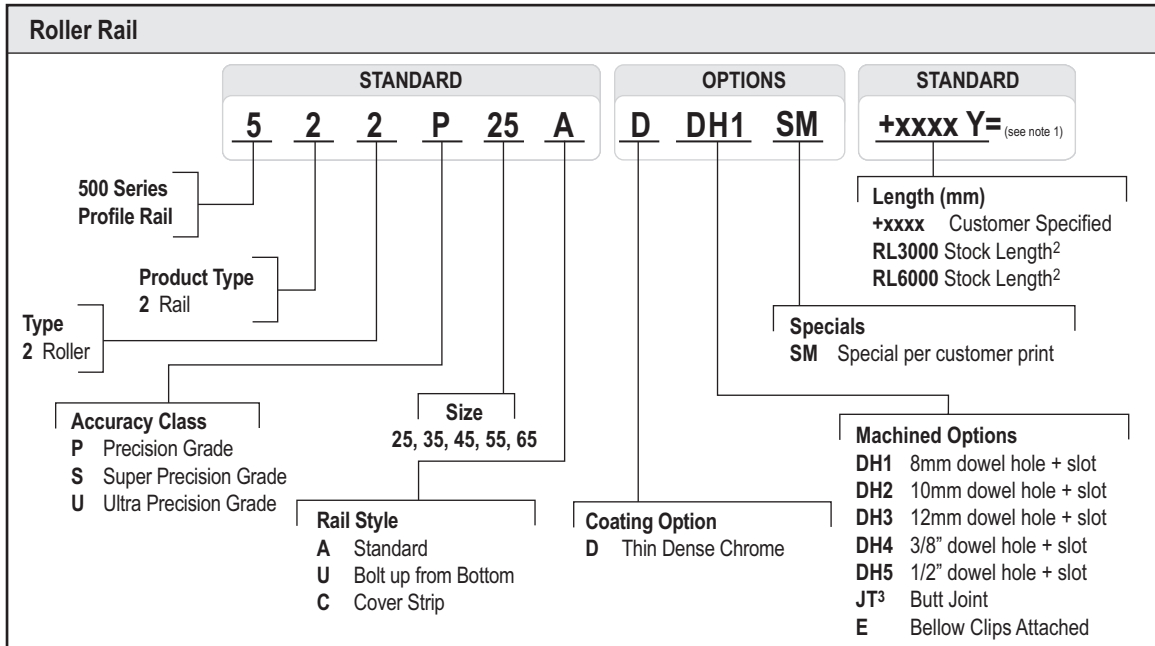 Roller Rail
STANDARD
OPTIONS
STANDARD
5 2 2 P 25 A D DH1 SM +xxxx Y= (see note 1)
500 Series
Profile Rail
Product Type
2 Rail
Type
2 Roller
Accuracy Class
P Precision Grade
S Super Precision Grade
U Ultra Precision Grade
Size
25, 35, 45, 55, 65
Rail Style
A Standard
U Bolt up from Bottom
C Cover Strip
Coating Option
D Thin Dense Chrome
Length (mm)
+xxxx Customer Specified
RL3000 Stock Length²
RL6000 Stock Length²
Specials
SM Special per customer print
Machined Options
DH1 8mm dowel hole + slot
DH2 10mm dowel hole + slot
DH3 12mm dowel hole + slot
DH4 3/8” dowel hole + slot
DH5 1/2” dowel hole + slot
JT³ Butt Joint
E Bellow Clips Attached